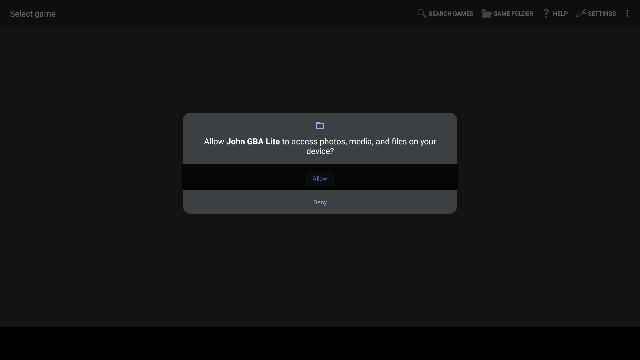 Select game
SEARCH GAMES
GAME FOLDER
HELP
SETTINGS
Allow John GBA Lite to access photos, media, and files on your
device?
Allow
Deny